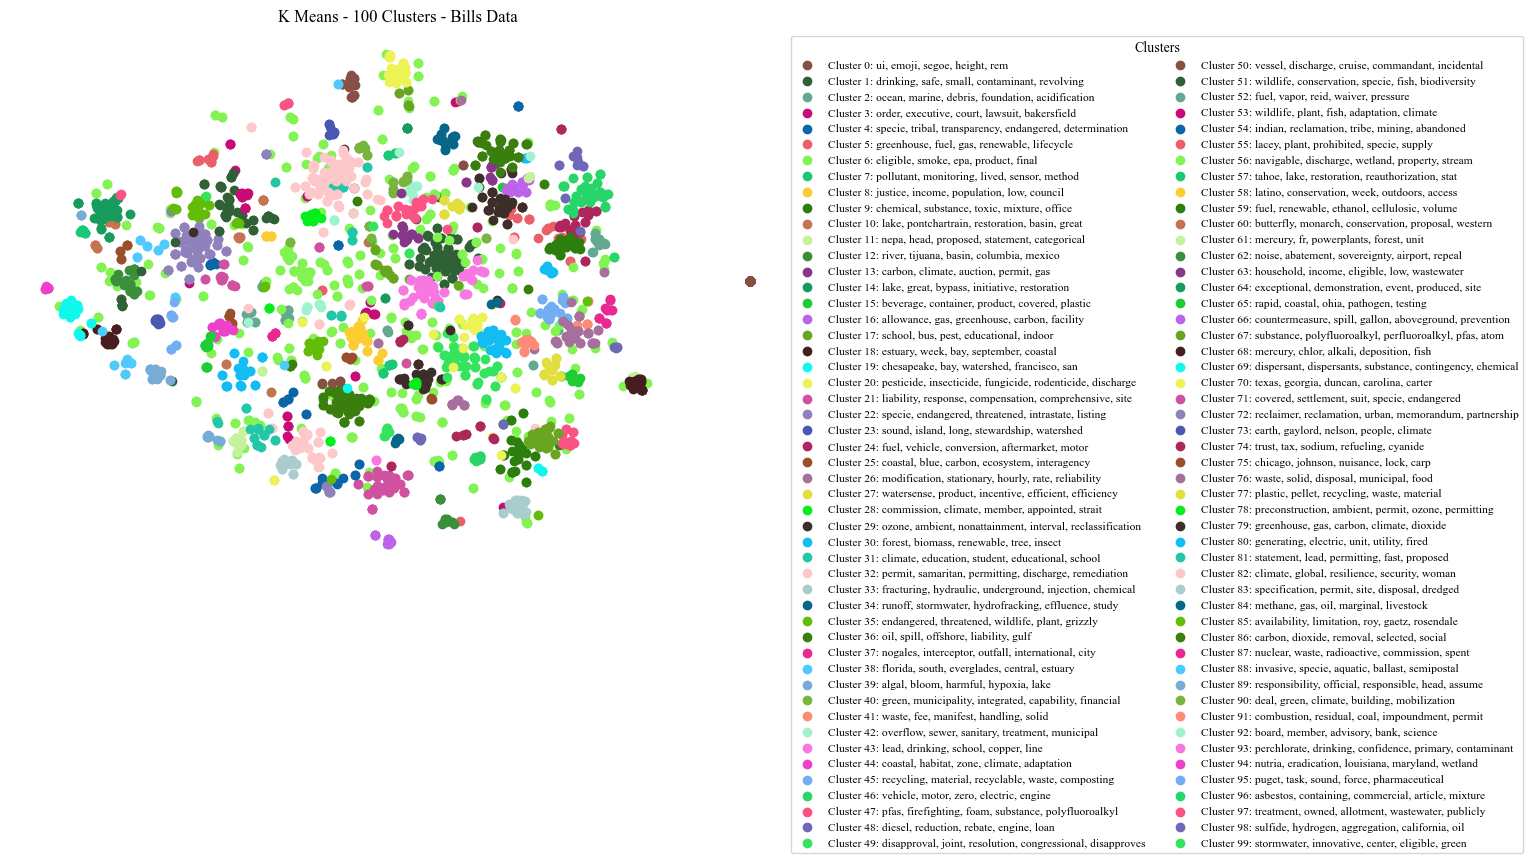 K Means - 100 Clusters - Bills Data
Clusters
Cluster 0: ui, emoji, segoe, height, rem
Cluster 1: drinking, safe, small, contaminant, revolving
Cluster 2: ocean, marine, debris, foundation, acidification
Cluster 3: order, executive, court, lawsuit, bakersfield
Cluster 4: specie, tribal, transparency, endangered, determination
Cluster 5: greenhouse, fuel, gas, renewable, lifecycle
Cluster 6: eligible, smoke, epa, product, final
Cluster 7: pollutant, monitoring, lived, sensor, method
Cluster 8: justice, income, population, low, council
Cluster 9: chemical, substance, toxic, mixture, office
Cluster 10: lake, pontchartrain, restoration, basin, great
Cluster 11: nepa, head, proposed, statement, categorical
Cluster 12: river, tijuana, basin, columbia, mexico
Cluster 13: carbon, climate, auction, permit, gas
Cluster 14: lake, great, bypass, initiative, restoration
Cluster 15: beverage, container, product, covered, plastic
Cluster 16: allowance, gas, greenhouse, carbon, facility
Cluster 17: school, bus, pest, educational, indoor
Cluster 18: estuary, week, bay, september, coastal
Cluster 19: chesapeake, bay, watershed, francisco, san
Cluster 20: pesticide, insecticide, fungicide, rodenticide, discharge
Cluster 21: liability, response, compensation, comprehensive, site
Cluster 22: specie, endangered, threatened, intrastate, listing
Cluster 23: sound, island, long, stewardship, watershed
Cluster 24: fuel, vehicle, conversion, aftermarket, motor
Cluster 25: coastal, blue, carbon, ecosystem, interagency
Cluster 26: modification, stationary, hourly, rate, reliability
Cluster 27: watersense, product, incentive, efficient, efficiency
Cluster 28: commission, climate, member, appointed, strait
Cluster 29: ozone, ambient, nonattainment, interval, reclassification
Cluster 30: forest, biomass, renewable, tree, insect
Cluster 31: climate, education, student, educational, school
Cluster 32: permit, samaritan, permitting, discharge, remediation
Cluster 33: fracturing, hydraulic, underground, injection, chemical
Cluster 34: runoff, stormwater, hydrofracking, effluence, study
Cluster 35: endangered, threatened, wildlife, plant, grizzly
Cluster 36: oil, spill, offshore, liability, gulf
Cluster 37: nogales, interceptor, outfall, international, city
Cluster 38: florida, south, everglades, central, estuary
Cluster 39: algal, bloom, harmful, hypoxia, lake
Cluster 40: green, municipality, integrated, capability, financial
Cluster 41: waste, fee, manifest, handling, solid
Cluster 42: overflow, sewer, sanitary, treatment, municipal
Cluster 43: lead, drinking, school, copper, line
Cluster 44: coastal, habitat, zone, climate, adaptation
Cluster 45: recycling, material, recyclable, waste, composting
Cluster 46: vehicle, motor, zero, electric, engine
Cluster 47: pfas, firefighting, foam, substance, polyfluoroalkyl
Cluster 48: diesel, reduction, rebate, engine, loan
Cluster 49: disapproval, joint, resolution, congressional, disapproves
Cluster 50: vessel, discharge, cruise, commandant, incidental
Cluster 51: wildlife, conservation, specie, fish, biodiversity
Cluster 52: fuel, vapor, reid, waiver, pressure
Cluster 53: wildlife, plant, fish, adaptation, climate
Cluster 54: indian, reclamation, tribe, mining, abandoned
Cluster 55: lacey, plant, prohibited, specie, supply
Cluster 56: navigable, discharge, wetland, property, stream
Cluster 57: tahoe, lake, restoration, reauthorization, stat
Cluster 58: latino, conservation, week, outdoors, access
Cluster 59: fuel, renewable, ethanol, cellulosic, volume
Cluster 60: butterfly, monarch, conservation, proposal, western
Cluster 61: mercury, fr, powerplants, forest, unit
Cluster 62: noise, abatement, sovereignty, airport, repeal
Cluster 63: household, income, eligible, low, wastewater
Cluster 64: exceptional, demonstration, event, produced, site
Cluster 65: rapid, coastal, ohia, pathogen, testing
Cluster 66: countermeasure, spill, gallon, aboveground, prevention
Cluster 67: substance, polyfluoroalkyl, perfluoroalkyl, pfas, atom
Cluster 68: mercury, chlor, alkali, deposition, fish
Cluster 69: dispersant, dispersants, substance, contingency, chemical
Cluster 70: texas, georgia, duncan, carolina, carter
Cluster 71: covered, settlement, suit, specie, endangered
Cluster 72: reclaimer, reclamation, urban, memorandum, partnership
Cluster 73: earth, gaylord, nelson, people, climate
Cluster 74: trust, tax, sodium, refueling, cyanide
Cluster 75: chicago, johnson, nuisance, lock, carp
Cluster 76: waste, solid, disposal, municipal, food
Cluster 77: plastic, pellet, recycling, waste, material
Cluster 78: preconstruction, ambient, permit, ozone, permitting
Cluster 79: greenhouse, gas, carbon, climate, dioxide
Cluster 80: generating, electric, unit, utility, fired
Cluster 81: statement, lead, permitting, fast, proposed
Cluster 82: climate, global, resilience, security, woman
Cluster 83: specification, permit, site, disposal, dredged
Cluster 84: methane, gas, oil, marginal, livestock
Cluster 85: availability, limitation, roy, gaetz, rosendale
Cluster 86: carbon, dioxide, removal, selected, social
Cluster 87: nuclear, waste, radioactive, commission, spent
Cluster 88: invasive, specie, aquatic, ballast, semipostal
Cluster 89: responsibility, official, responsible, head, assume
Cluster 90: deal, green, climate, building, mobilization
Cluster 91: combustion, residual, coal, impoundment, permit
Cluster 92: board, member, advisory, bank, science
Cluster 93: perchlorate, drinking, confidence, primary, contaminant
Cluster 94: nutria, eradication, louisiana, maryland, wetland
Cluster 95: puget, task, sound, force, pharmaceutical
Cluster 96: asbestos, containing, commercial, article, mixture
Cluster 97: treatment, owned, allotment, wastewater, publicly
Cluster 98: sulfide, hydrogen, aggregation, california, oil
Cluster 99: stormwater, innovative, center, eligible, green